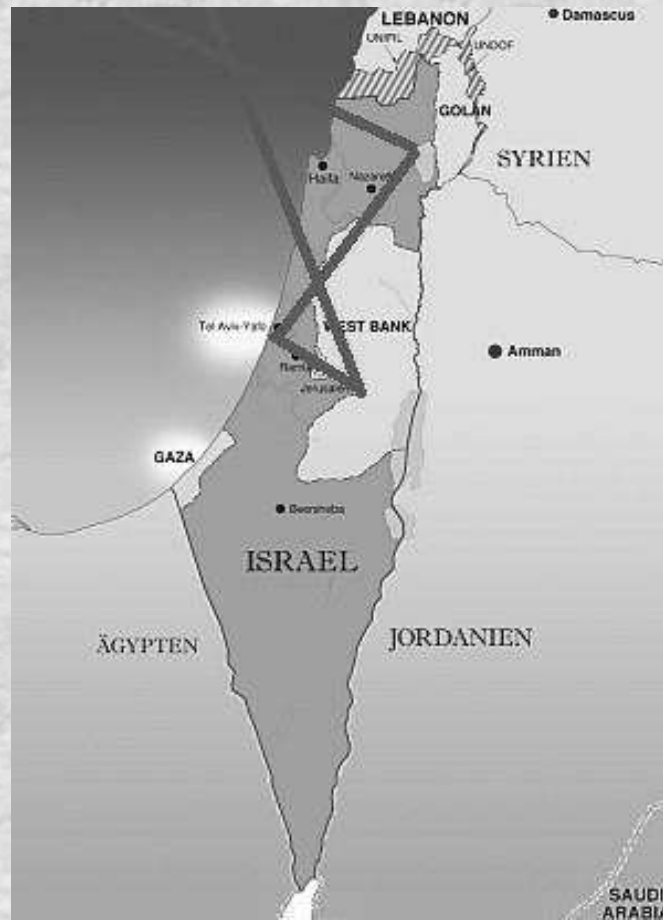 LEBANON
Damascus
UNIFIL
UNDOF
GOLAN
SYRIEN
Haifa
Nazareth
Tel Aviv-Yafo
WEST BANK
Amman
Jerusalem
GAZA
Beersheba
ISRAEL
ÄGYPTEN
JORDANIEN
SAUDI
ARABIA